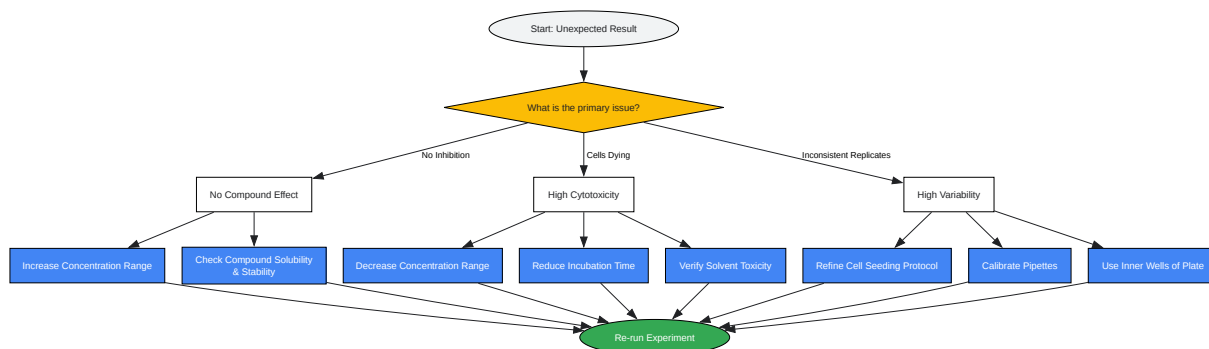 Start: Unexpected Result
What is the primary issue?
No Inhibition
Cells Dying
Inconsistent Replicates
No Compound Effect
High Cytotoxicity
High Variability
Increase Concentration Range
Check Compound Solubility
& Stability
Decrease Concentration Range
Reduce Incubation Time
Verify Solvent Toxicity
Refine Cell Seeding Protocol
Calibrate Pipettes
Use Inner Wells of Plate
Re-run Experiment